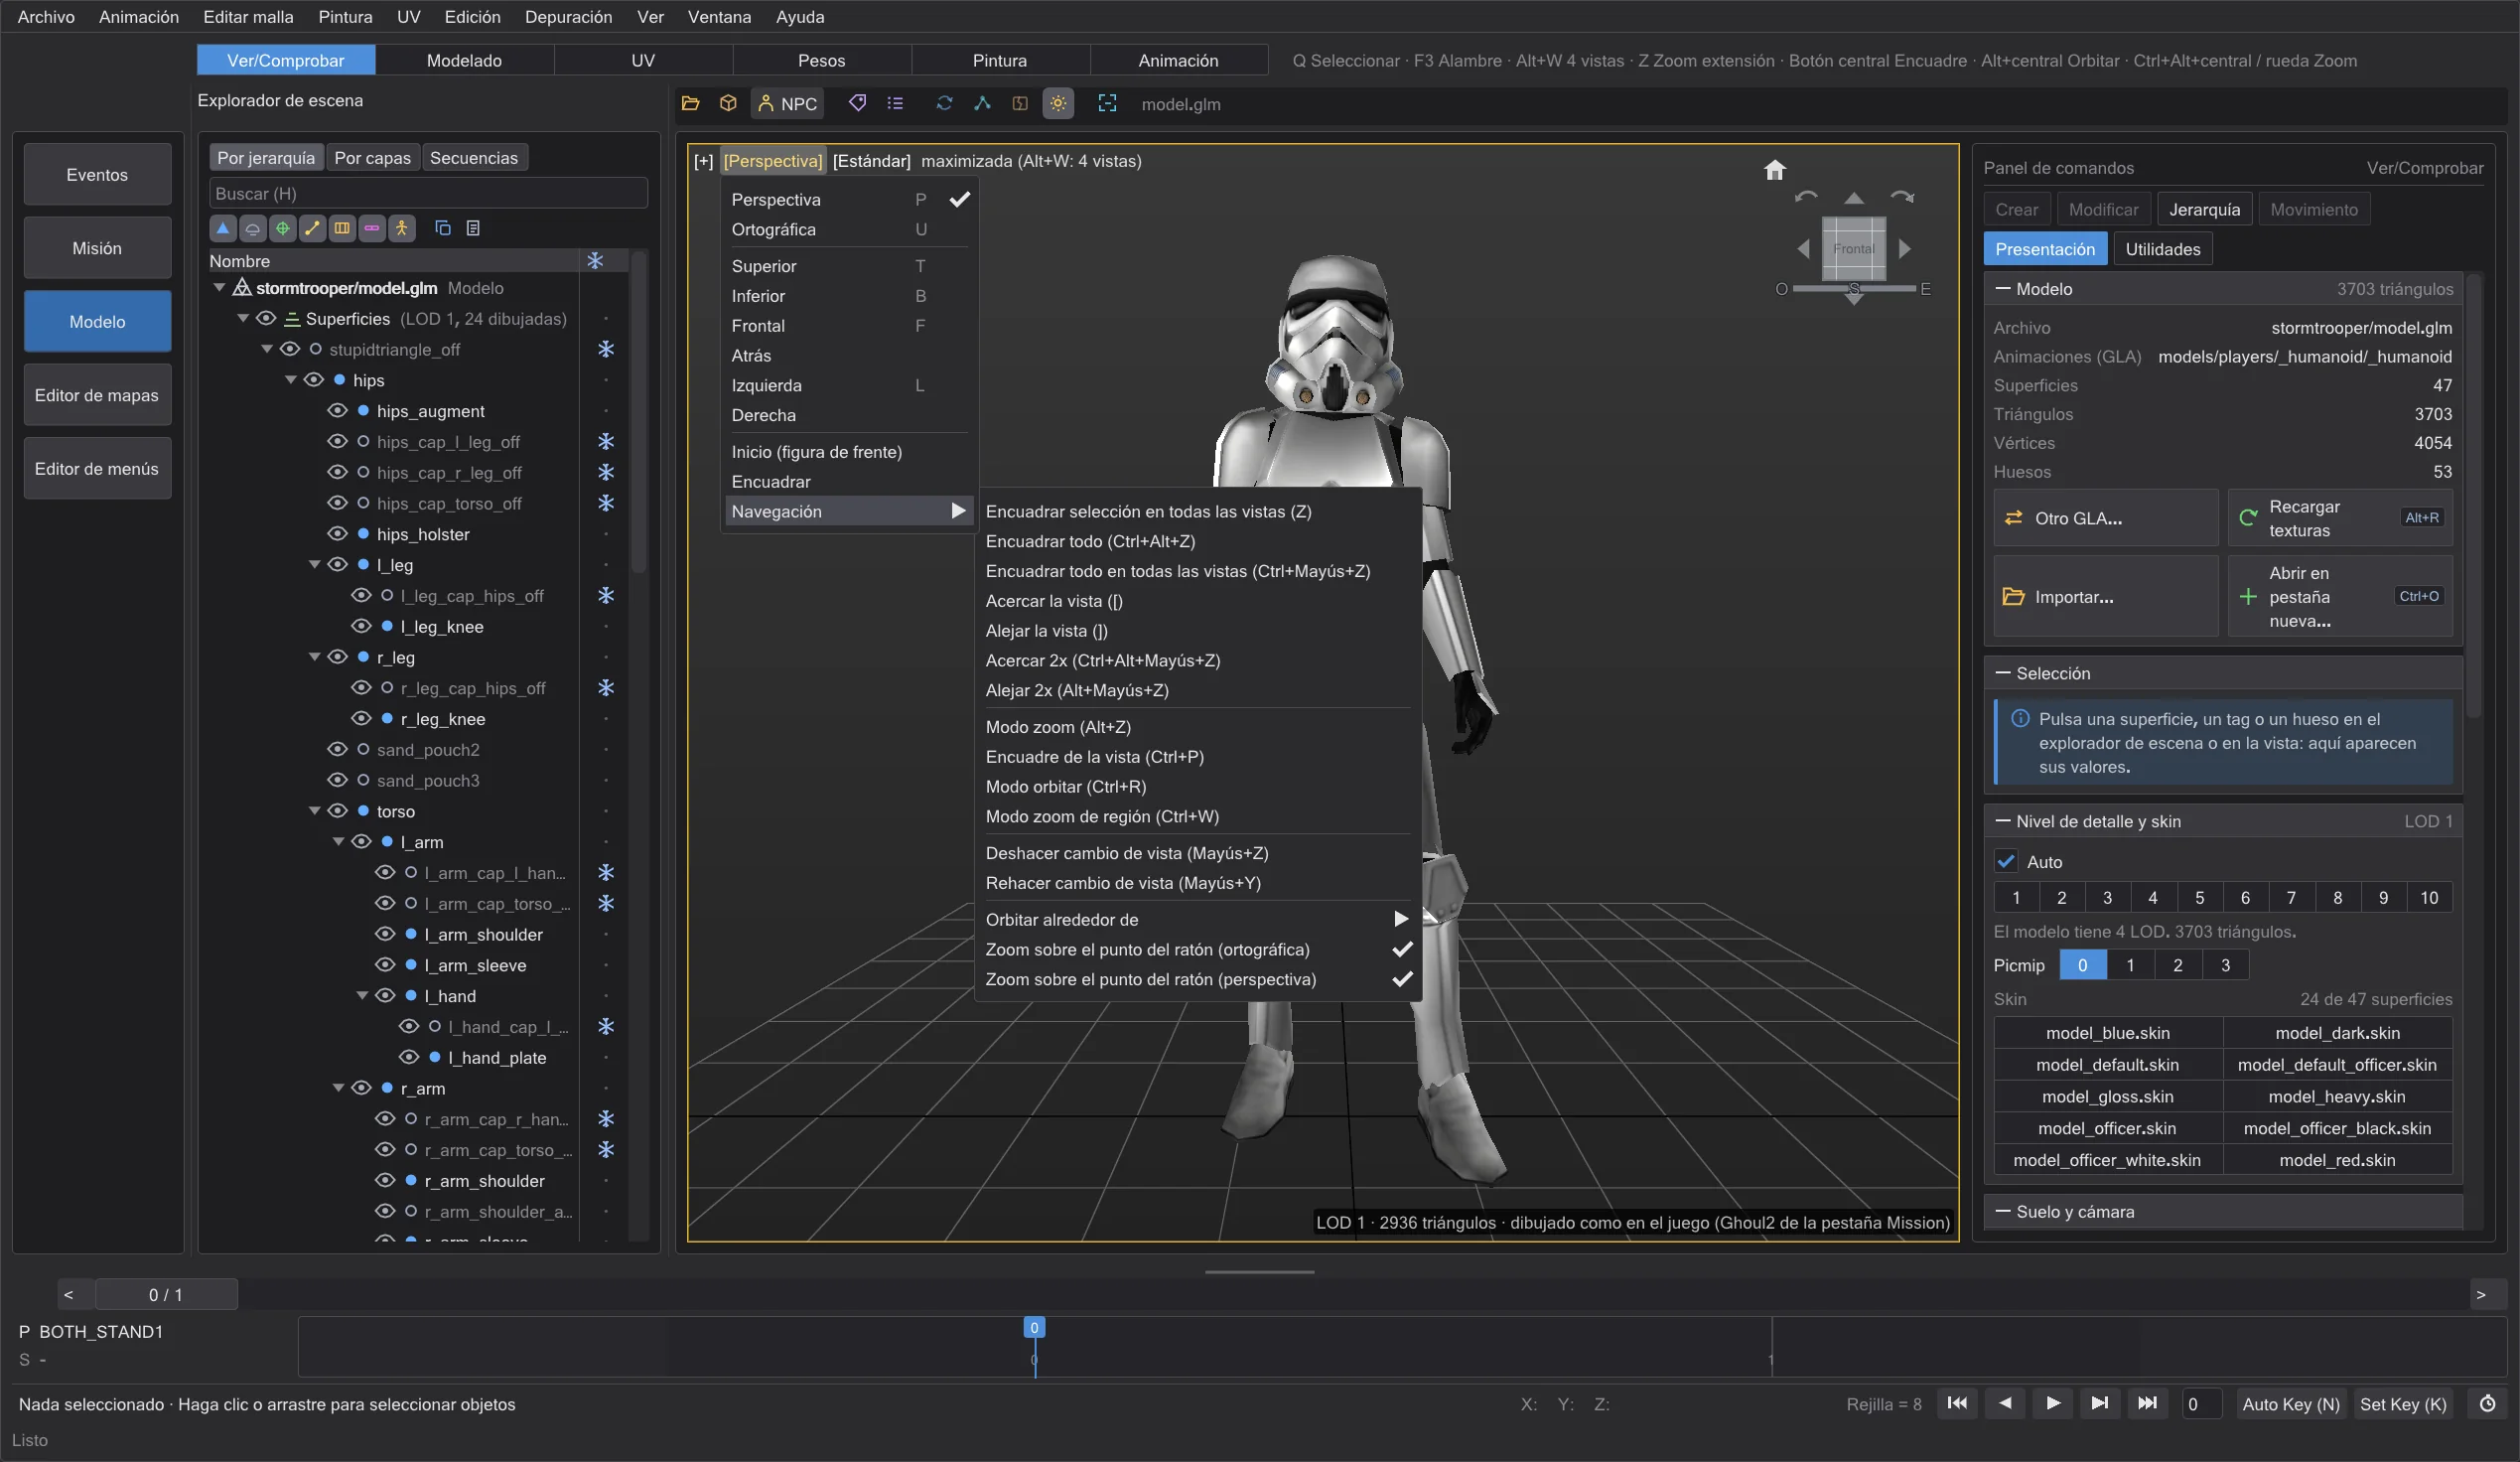 Archivo Animación Editar malla Pintura UV Edición Depuración Ver Ventana Ayuda
Ver/Comprobar Modelado UV Pesos Pintura Animación Q Seleccionar · F3 Alambre · Alt+W 4 vistas · Z Zoom extensión · Botón central Encuadre · Alt+central Orbitar · Ctrl+Alt+central / rueda Zoom
Explorador de escena
NPC model.glm
Eventos
Misión
Modelo
Editor de mapas
Editor de menús
Por jerarquía Por capas Secuencias
Buscar (H)
Nombre
stormtrooper/model.glm Modelo
Superficies (LOD 1, 24 dibujadas)
stupidtriangle_off
hips
hips_augment
hips_cap_l_leg_off
hips_cap_r_leg_off
hips_cap_torso_off
hips_holster
l_leg
l_leg_cap_hips_off
l_leg_knee
r_leg
r_leg_cap_hips_off
r_leg_knee
sand_pouch2
sand_pouch3
torso
l_arm
l_arm_cap_l_han...
l_arm_cap_torso_...
l_arm_shoulder
l_arm_sleeve
l_hand
l_hand_cap_l_...
l_hand_plate
r_arm
r_arm_cap_r_han...
r_arm_cap_torso_...
r_arm_shoulder
r_arm_shoulder_a...
[+] [Perspectiva] [Estándar] maximizada (Alt+W: 4 vistas)
Perspectiva P
Ortográfica U
Superior T
Inferior B
Frontal F
Atrás
Izquierda L
Derecha
Inicio (figura de frente)
Encuadrar
Navegación
Encuadrar selección en todas las vistas (Z)
Encuadrar todo (Ctrl+Alt+Z)
Encuadrar todo en todas las vistas (Ctrl+Mayús+Z)
Acercar la vista ([)
Alejar la vista (])
Acercar 2x (Ctrl+Alt+Mayús+Z)
Alejar 2x (Alt+Mayús+Z)
Modo zoom (Alt+Z)
Encuadre de la vista (Ctrl+P)
Modo orbitar (Ctrl+R)
Modo zoom de región (Ctrl+W)
Deshacer cambio de vista (Mayús+Z)
Rehacer cambio de vista (Mayús+Y)
Orbitar alrededor de
Zoom sobre el punto del ratón (ortográfica)
Zoom sobre el punto del ratón (perspectiva)
Frontal
O S E
LOD 1 · 2936 triángulos · dibujado como en el juego (Ghoul2 de la pestaña Mission)
Panel de comandos Ver/Comprobar
Crear Modificar Jerarquía Movimiento
Presentación Utilidades
Modelo 3703 triángulos
Archivo stormtrooper/model.glm
Animaciones (GLA) models/players/_humanoid/_humanoid
Superficies 47
Triángulos 3703
Vértices 4054
Huesos 53
Otro GLA...
Recargar texturas Alt+R
Importar...
Abrir en pestaña nueva... Ctrl+O
Selección
Pulsa una superficie, un tag o un hueso en el
explorador de escena o en la vista: aquí aparecen
sus valores.
Nivel de detalle y skin LOD 1
Auto
1 2 3 4 5 6 7 8 9 10
El modelo tiene 4 LOD. 3703 triángulos.
Picmip 0 1 2 3
Skin 24 de 47 superficies
model_blue.skin model_dark.skin
model_default.skin model_default_officer.skin
model_gloss.skin model_heavy.skin
model_officer.skin model_officer_black.skin
model_officer_white.skin model_red.skin
Suelo y cámara
< 0 / 1 >
P BOTH_STAND1
S -
0
0 1
Nada seleccionado · Haga clic o arrastre para seleccionar objetos X: Y: Z: Rejilla = 8 0 Auto Key (N) Set Key (K)
Listo